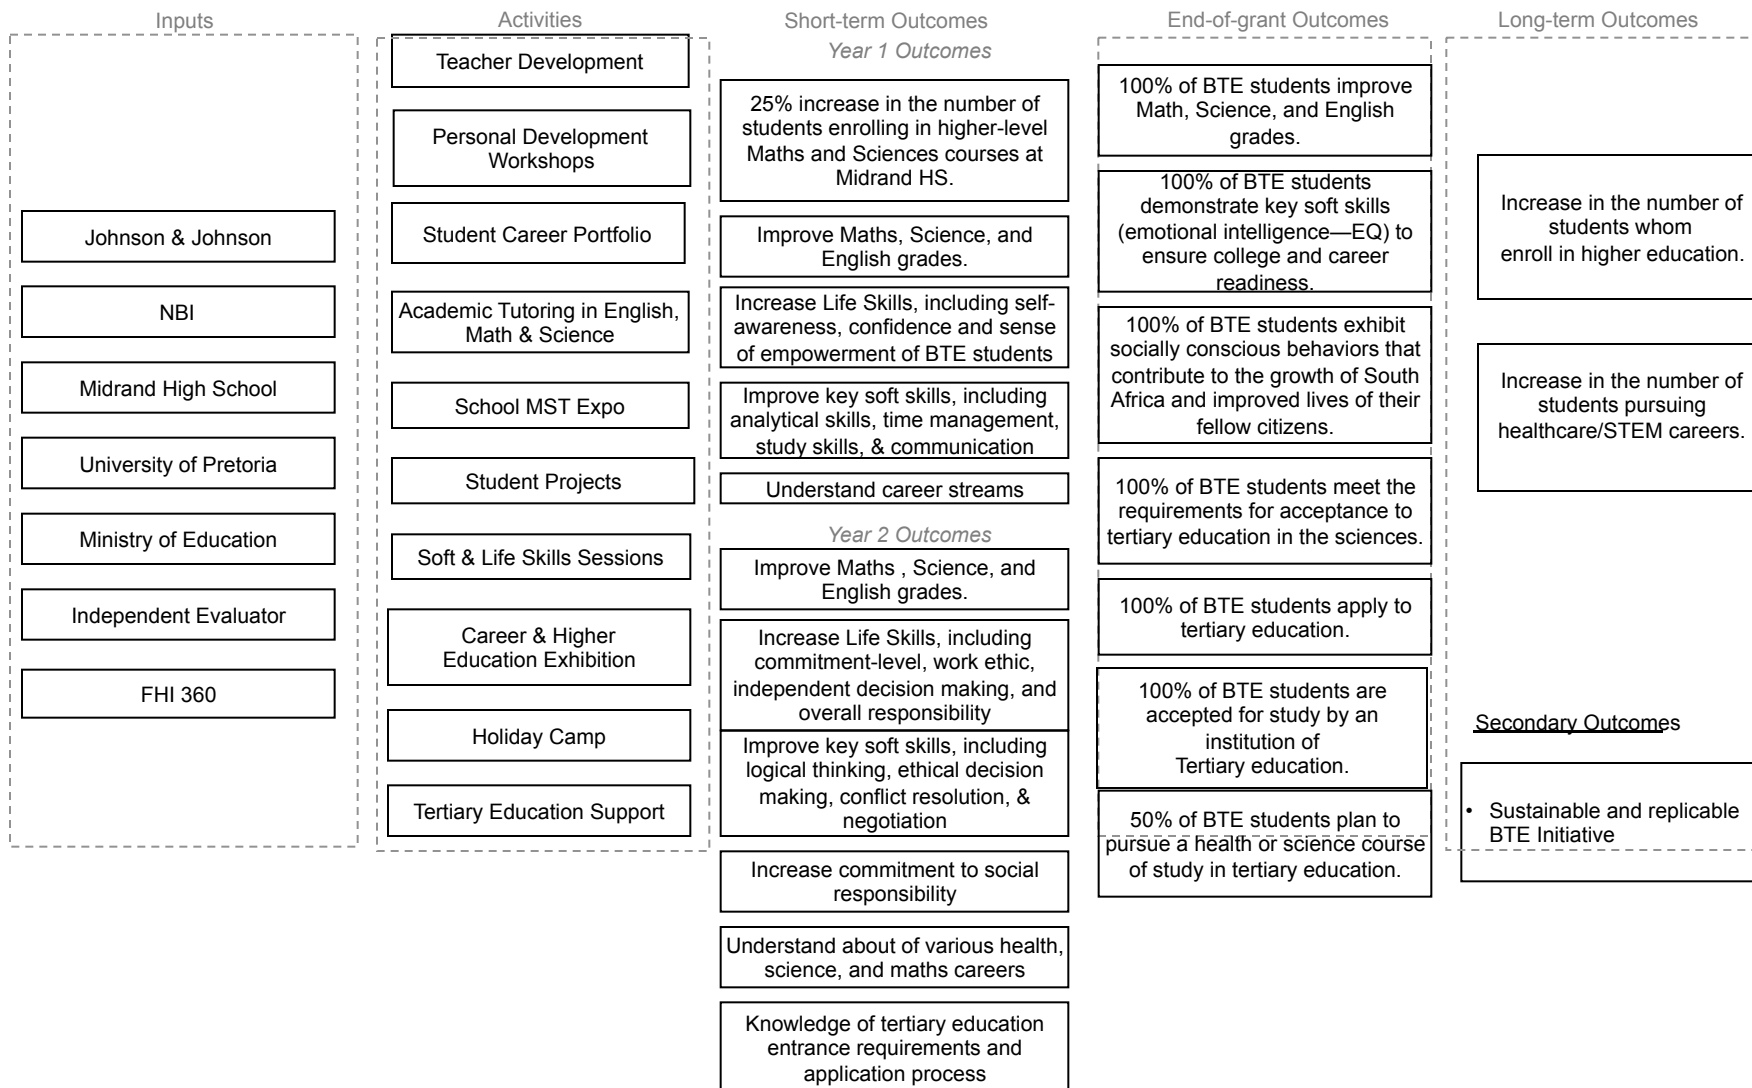 Inputs
Johnson & Johnson
NBI
Midrand High School
University of Pretoria
Ministry of Education
Independent Evaluator
FHI 360
Activities
Teacher Development
Personal Development
Workshops
Student Career Portfolio
Academic Tutoring in English,
Math & Science
School MST Expo
Student Projects
Soft & Life Skills Sessions
Career & Higher
Education Exhibition
Holiday Camp
Tertiary Education Support
Short-term Outcomes
Year 1 Outcomes
25% increase in the number of
students enrolling in higher-level
Maths and Sciences courses at
Midrand HS.
Improve Maths, Science, and
English grades.
Increase Life Skills, including self-
awareness, confidence and sense
of empowerment of BTE students
Improve key soft skills, including
analytical skills, time management,
study skills, & communication
Understand career streams
Year 2 Outcomes
Improve Maths , Science, and
English grades.
Increase Life Skills, including
commitment-level, work ethic,
independent decision making, and
overall responsibility
Improve key soft skills, including
logical thinking, ethical decision
making, conflict resolution, &
negotiation
Increase commitment to social
responsibility
Understand about of various health,
science, and maths careers
Knowledge of tertiary education
entrance requirements and
application process
End-of-grant Outcomes
100% of BTE students improve
Math, Science, and English
grades.
100% of BTE students
demonstrate key soft skills
(emotional intelligence—EQ) to
ensure college and career
readiness.
100% of BTE students exhibit
socially conscious behaviors that
contribute to the growth of South
Africa and improved lives of their
fellow citizens.
100% of BTE students meet the
requirements for acceptance to
tertiary education in the sciences.
100% of BTE students apply to
tertiary education.
100% of BTE students are
accepted for study by an
institution of
Tertiary education.
50% of BTE students plan to
pursue a health or science course
of study in tertiary education.
Long-term Outcomes
Increase in the number of
students whom
enroll in higher education.
Increase in the number of
students pursuing
healthcare/STEM careers.
Secondary Outcomes
• Sustainable and replicable
BTE Initiative